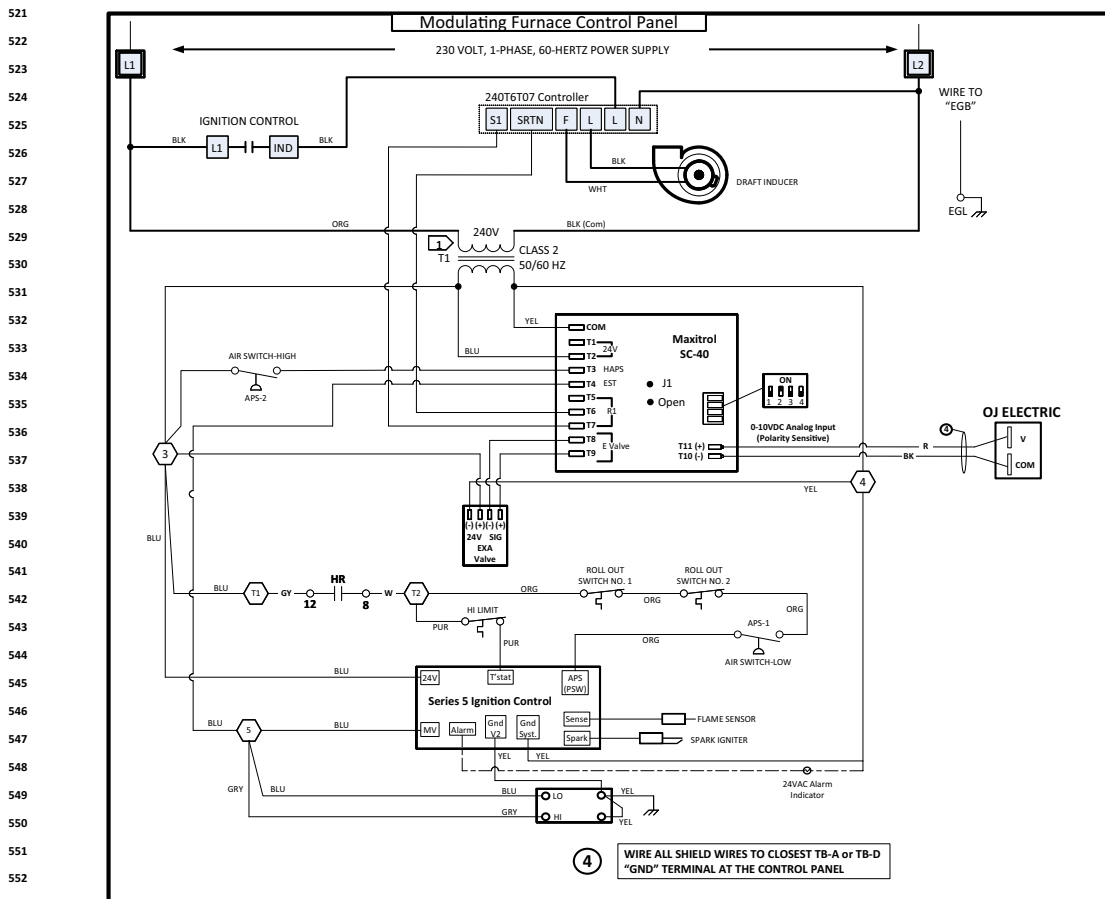 521
Modulating Furnace Control Panel
522
230 VOLT, 1-PHASE, 60-HERTZ POWER SUPPLY
523
L1
L2
524
240T6T07 Controller
WIRE TO
"EGB"
525
IGNITION CONTROL
S1 SRTN F L L N
526
BLK
L1
IND
BLK
BLK
527
WHT
DRAFT INDUCER
528
EGL
529
ORG
240V
BLK (Com)
1
T1
CLASS 2
50/60 HZ
530
531
532
YEL
COM
533
BLU
T1
24V
T2
Maxitrol
SC-40
534
AIR SWITCH-HIGH
APS-2
T3 HAPS
T4 EST
J1
Open
ON
1 2 3 4
535
T5
T6
R1
T7
536
T8
E Valve
T9
0-10VDC Analog Input
(Polarity Sensitive)
T11 (+)
T10 (-)
R
BK
4
OJ ELECTRIC
V
COM
537
3
538
YEL
4
539
(-) (+) (-) (+)
24V SIG
EXA
Valve
BLU
540
541
ROLL OUT
SWITCH NO. 1
ROLL OUT
SWITCH NO. 2
542
BLU
T1
GY
12
HR
8
W
T2
ORG
ORG
ORG
543
PUR
HI LIMIT
PUR
ORG
APS-1
AIR SWITCH-LOW
544
545
BLU
24V
T'stat
APS
(PSW)
Series 5 Ignition Control
546
Sense
FLAME SENSOR
BLU
5
BLU
MV
Alarm
Gnd
V2
Gnd
Syst.
547
Spark
SPARK IGNITER
YEL
YEL
548
24VAC Alarm
Indicator
549
GRY
BLU
BLU
LO
YEL
550
GRY
HI
YEL
551
4
WIRE ALL SHIELD WIRES TO CLOSEST TB-A or TB-D
"GND" TERMINAL AT THE CONTROL PANEL
552